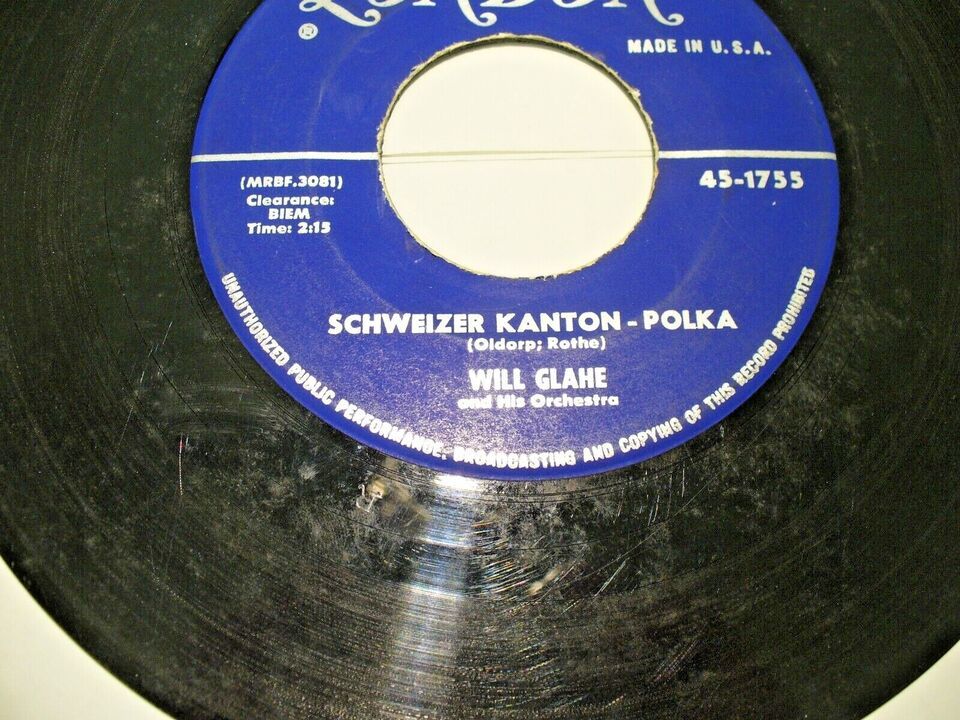 LONDON
®
MADE IN U.S.A.
(MRBF.3081)
Clearance:
BIEM
Time: 2:15
45-1755
SCHWEIZER KANTON - POLKA
(Oldorp; Rothe)
WILL GLAHE
and His Orchestra
UNAUTHORIZED PUBLIC PERFORMANCE, BROADCASTING AND COPYING OF THIS RECORD PROHIBITED